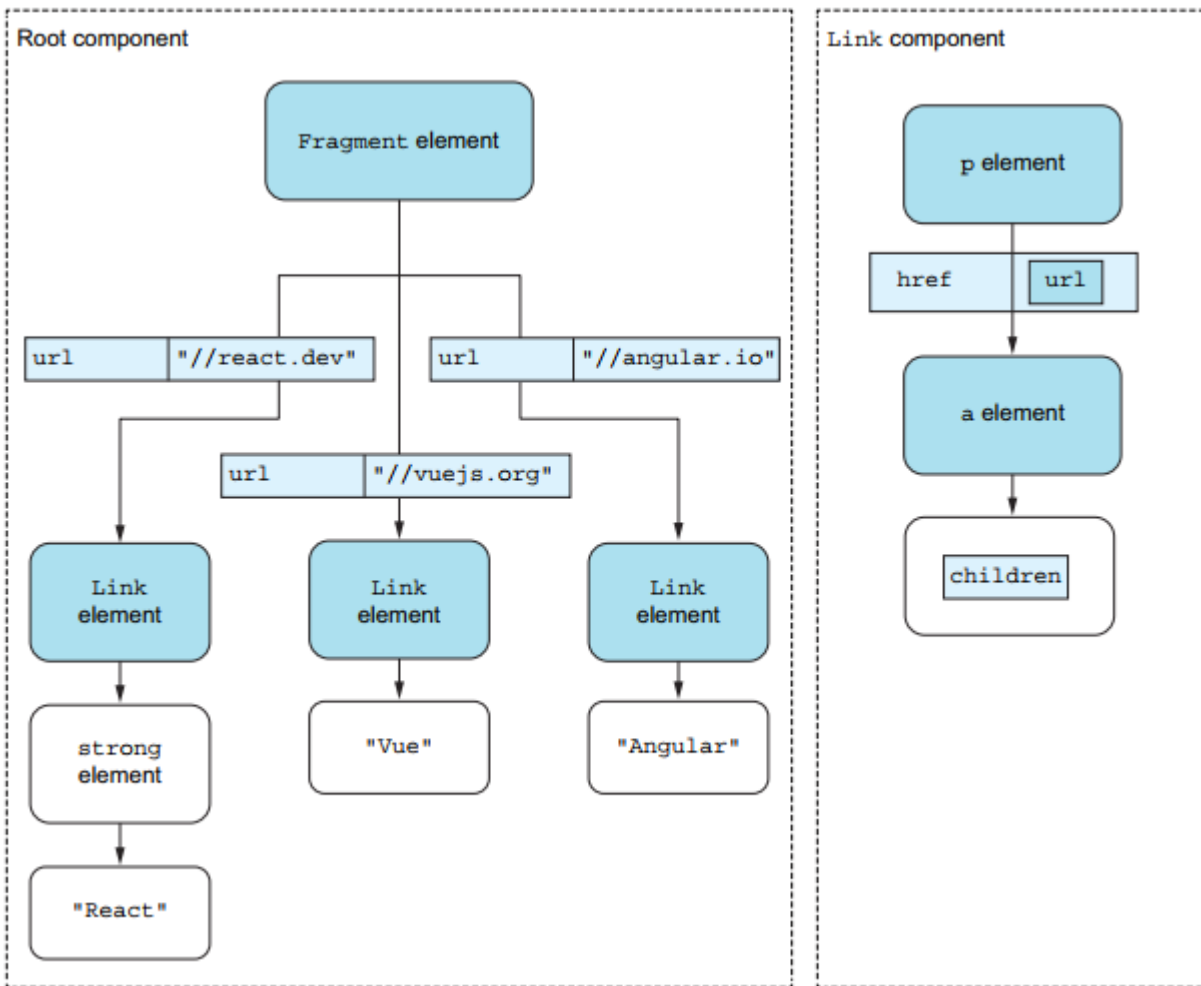 Root component
Fragment element
url "//react.dev"
url "//angular.io"
url "//vuejs.org"
Link
element
Link
element
Link
element
strong
element
"Vue"
"Angular"
"React"
Link component
p element
href url
a element
children